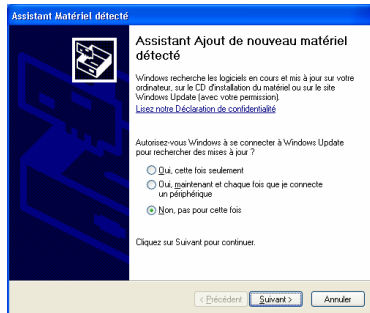 Assistant Matériel détecté
Assistant Ajout de nouveau matériel
détecté
Windows recherche les logiciels en cours et mis à jour sur votre
ordinateur, sur le CD d'installation du matériel ou sur le site
Windows Update (avec votre permission).
Lisez notre Déclaration de confidentialité
Autorisez-vous Windows à se connecter à Windows Update
pour rechercher des mises à jour ?
Oui, cette fois seulement
Oui, maintenant et chaque fois que je connecte
un périphérique
Non, pas pour cette fois
Cliquez sur Suivant pour continuer.
< Précédent
Suivant >
Annuler